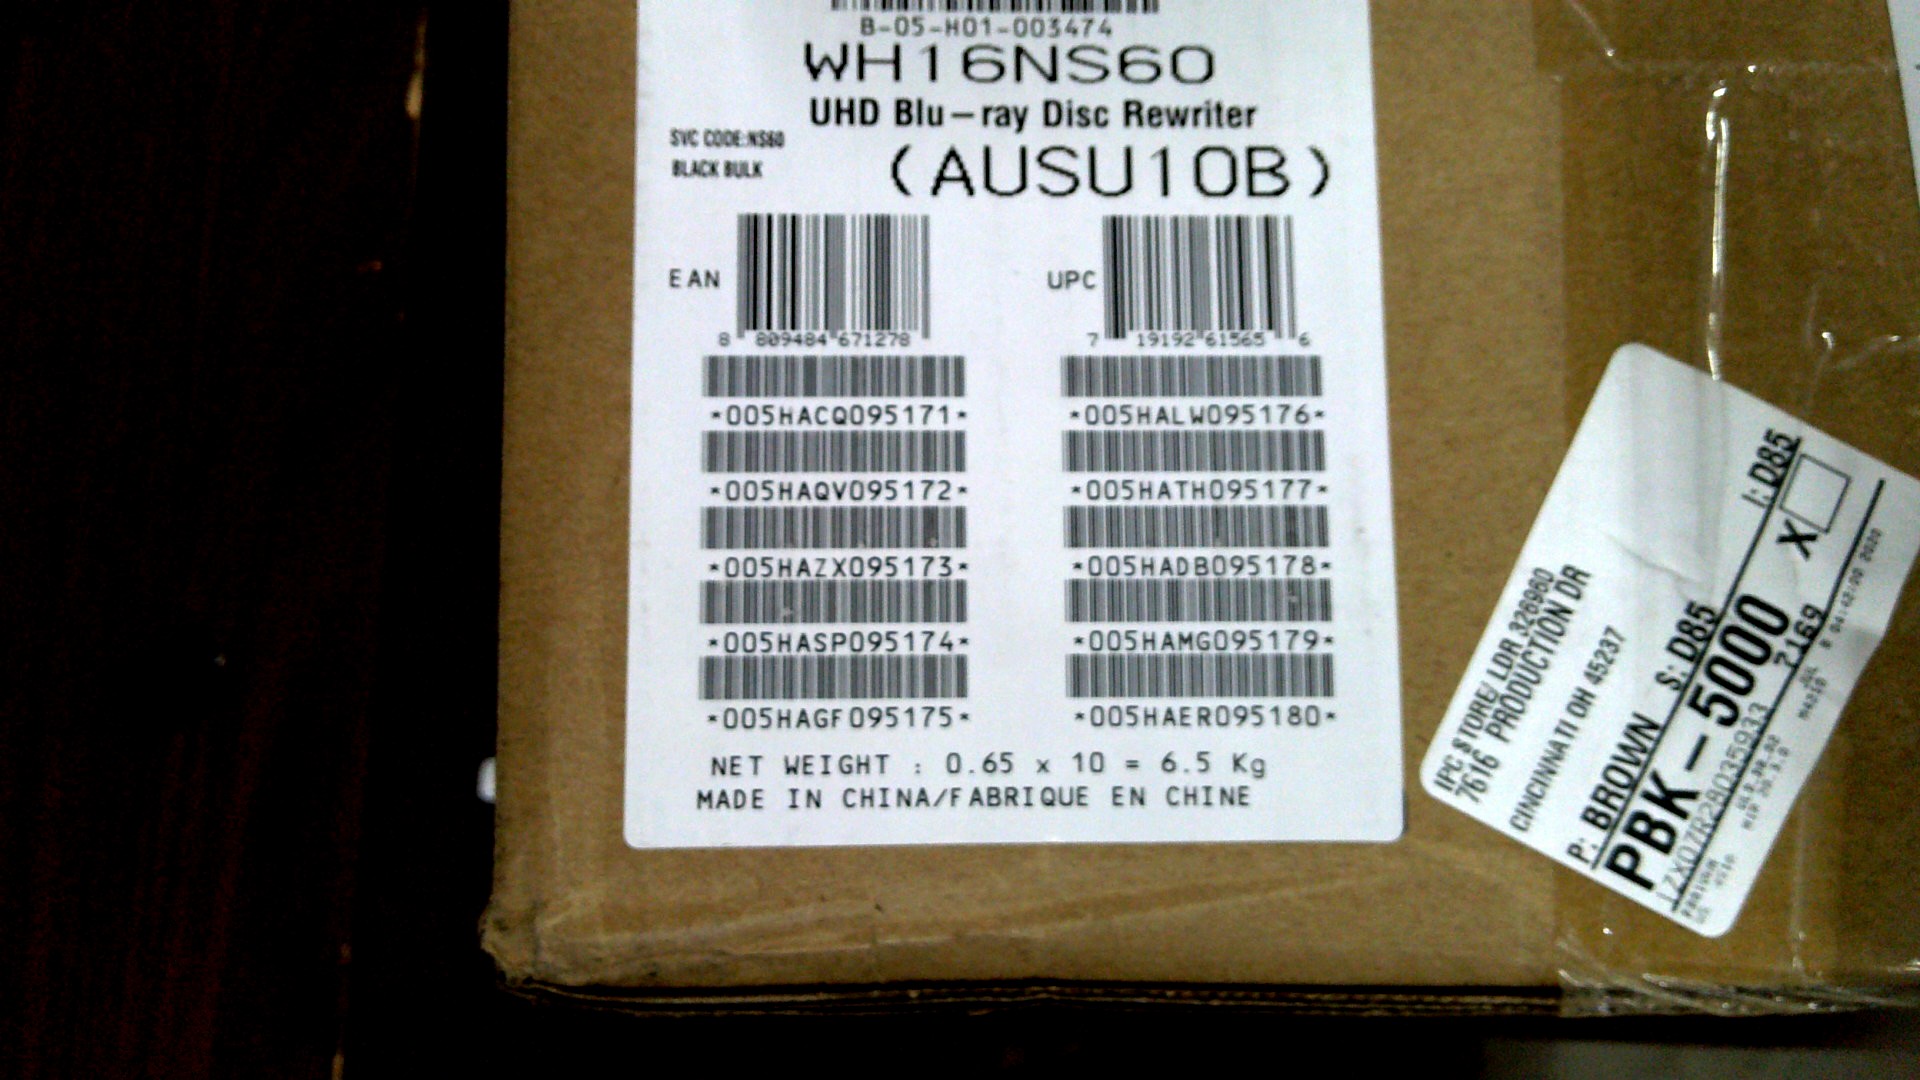 B-05-H01-003474
WH16NS60
UHD Blu-ray Disc Rewriter
SVC CODE:NS60
BLACK BULK
(AUSU10B)
EAN
8 809484 671278
UPC
7 19192 61565 6
*005HACQ095171*
*005HALW095176*
*005HAQV095172*
*005HATH095177*
*005HAZX095173*
*005HADB095178*
*005HASP095174*
*005HAMG095179*
*005HAGF095175*
*005HAER095180*
NET WEIGHT : 0.65 x 10 = 6.5 Kg
MADE IN CHINA/FABRIQUE EN CHINE
IPC STORE/ LDR 326960
7616 PRODUCTION DR
CINCINNATI OH 45237
P: BROWN S: D85 I: D85
PBK-5000 X
7169